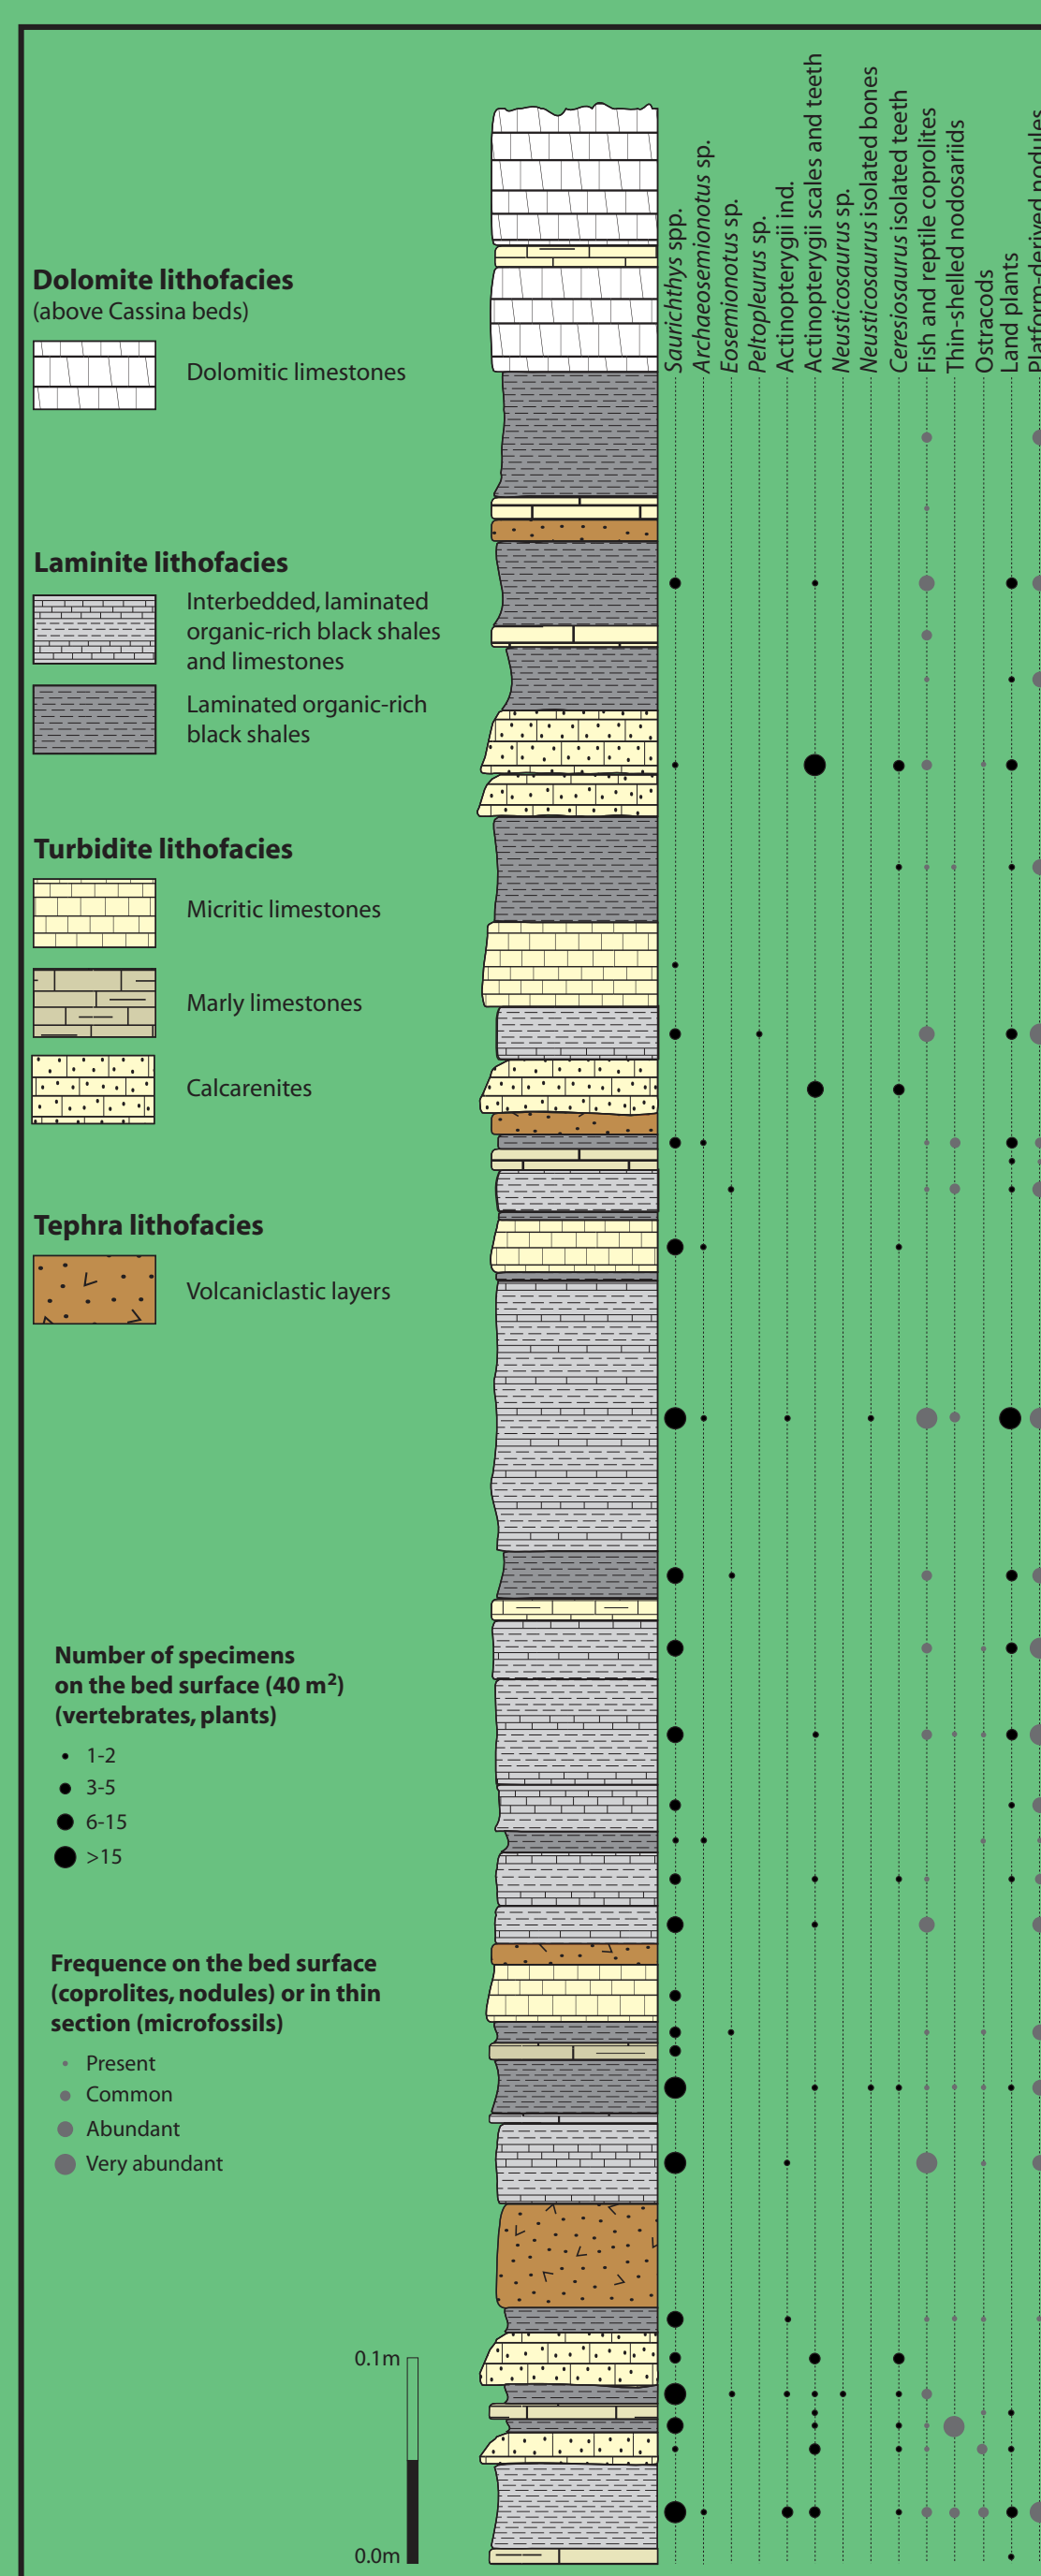 Saurichthys spp.
Archaeosemionotus sp.
Eosemionotus sp.
Peltopleurus sp.
Actinopterygii ind.
Actinopterygii scales and teeth
Neusticosaurus sp.
Neusticosaurus isolated bones
Ceresiosaurus isolated teeth
Fish and reptile coprolites
Thin-shelled nodosariids
Ostracods
Land plants
Platform-derived nodules
Dolomite lithofacies
(above Cassina beds)
Dolomitic limestones
Laminite lithofacies
Interbedded, laminated
organic-rich black shales
and limestones
Laminated organic-rich
black shales
Turbidite lithofacies
Micritic limestones
Marly limestones
Calcarenites
Tephra lithofacies
Volcaniclastic layers
Number of specimens
on the bed surface (40 m²)
(vertebrates, plants)
1-2
3-5
6-15
>15
Frequence on the bed surface
(coprolites, nodules) or in thin
section (microfossils)
Present
Common
Abundant
Very abundant
0.1m
0.0m